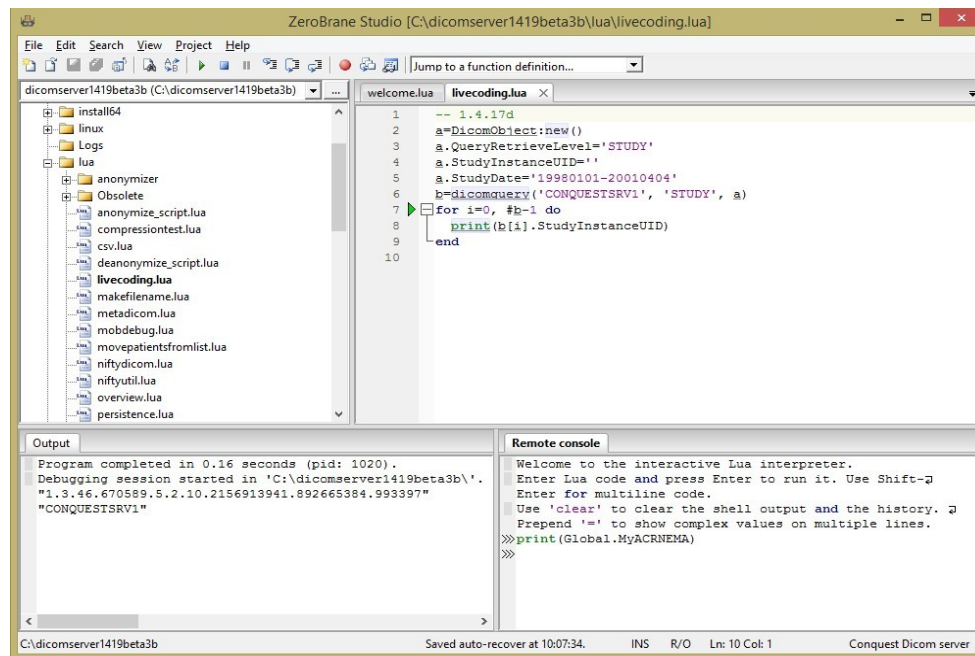 ZeroBrane Studio [C:\dicomserver1419beta3b\lua\livecoding.lua]
File Edit Search View Project Help
Jump to a function definition...
dicomserver1419beta3b (C:\dicomserver1419beta3b) ...
install64
linux
Logs
lua
anonymizer
Obsolete
anonymize_script.lua
compressiontest.lua
csv.lua
deanonymize_script.lua
livecoding.lua
makefilename.lua
metadicom.lua
mobdebug.lua
movepatientsfromlist.lua
niftydicom.lua
niftyutil.lua
overview.lua
persistence.lua
welcome.lua livecoding.lua
1 -- 1.4.17d
2 a=DicomObject:new()
3 a.QueryRetrieveLevel='STUDY'
4 a.StudyInstanceUID=''
5 a.StudyDate='19980101-20010404'
6 b=dicomquery('CONQUESTSRV1', 'STUDY', a)
7 for i=0, #b-1 do
8 print(b[i].StudyInstanceUID)
9 end
10
Output
Program completed in 0.16 seconds (pid: 1020).
Debugging session started in 'C:\dicomserver1419beta3b\'.
"1.3.46.670589.5.2.10.2156913941.892665384.993397"
"CONQUESTSRV1"
Remote console
Welcome to the interactive Lua interpreter.
Enter Lua code and press Enter to run it. Use Shift-
Enter for multiline code.
Use 'clear' to clear the shell output and the history.
Prepend '=' to show complex values on multiple lines.
print(Global.MyACRNEMA)
C:\dicomserver1419beta3b Saved auto-recover at 10:07:34. INS R/O Ln: 10 Col: 1 Conquest Dicom server